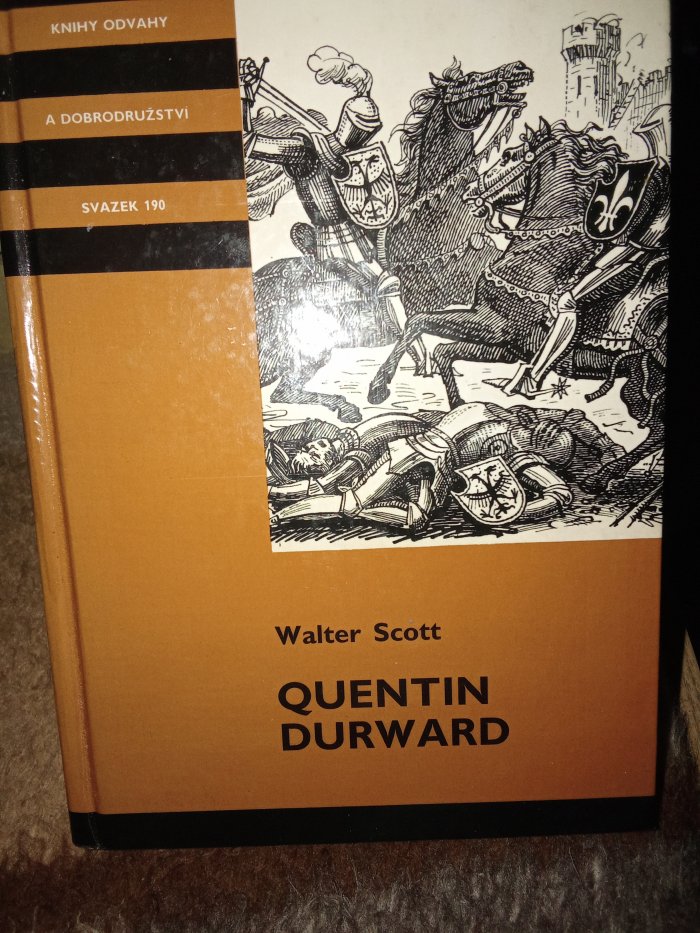 KNIHY ODVAHY
A DOBRODRUŽSTVÍ
SVAZEK 190
Walter Scott
QUENTIN
DURWARD